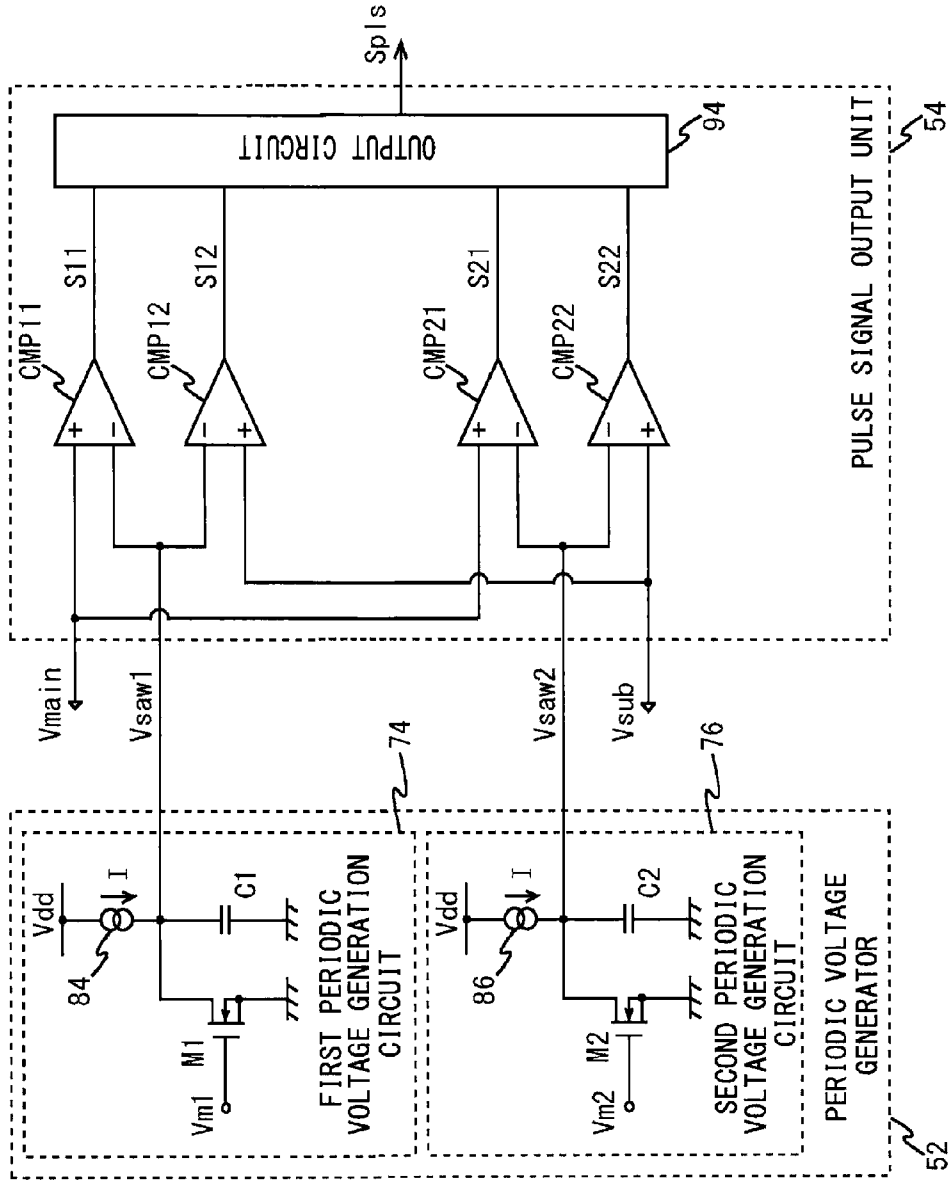 Vdd
84
I
C1
M1
Vm1
FIRST PERIODIC
VOLTAGE GENERATION
CIRCUIT
74
Vdd
86
I
C2
M2
Vm2
SECOND PERIODIC
VOLTAGE GENERATION
CIRCUIT
76
PERIODIC VOLTAGE
GENERATOR
52
Vmain
Vsaw1
Vsaw2
Vsub
CMP11
+
-
S11
CMP12
-
+
S12
CMP21
+
-
S21
CMP22
-
+
S22
OUTPUT CIRCUIT
94
Spls
PULSE SIGNAL OUTPUT UNIT
54